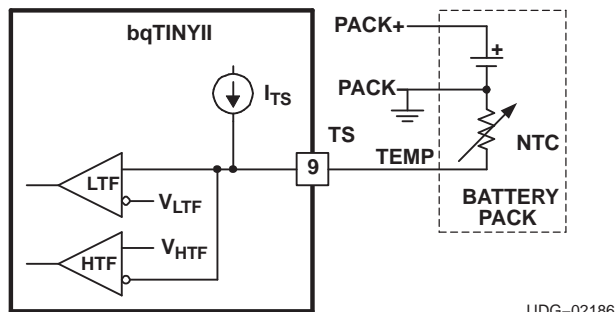 bqTINYII
PACK+
+
I_TS
PACK-
TS
9
TEMP
NTC
LTF
V_LTF
BATTERY
PACK
V_HTF
HTF
UDG–02186